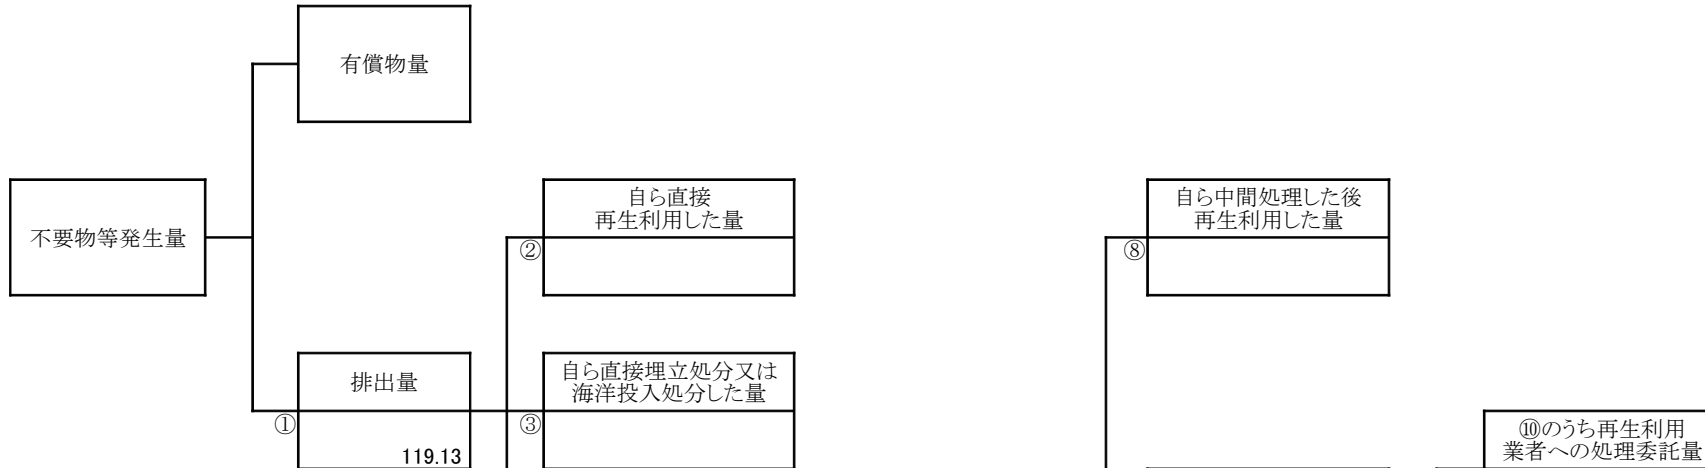 有償物量
不要物等発生量
自ら直接
再生利用した量
②
自ら中間処理した後
再生利用した量
⑧
排出量
①
119.13
自ら直接埋立処分又は
海洋投入処分した量
③
⑩のうち再生利用
業者への処理委託量